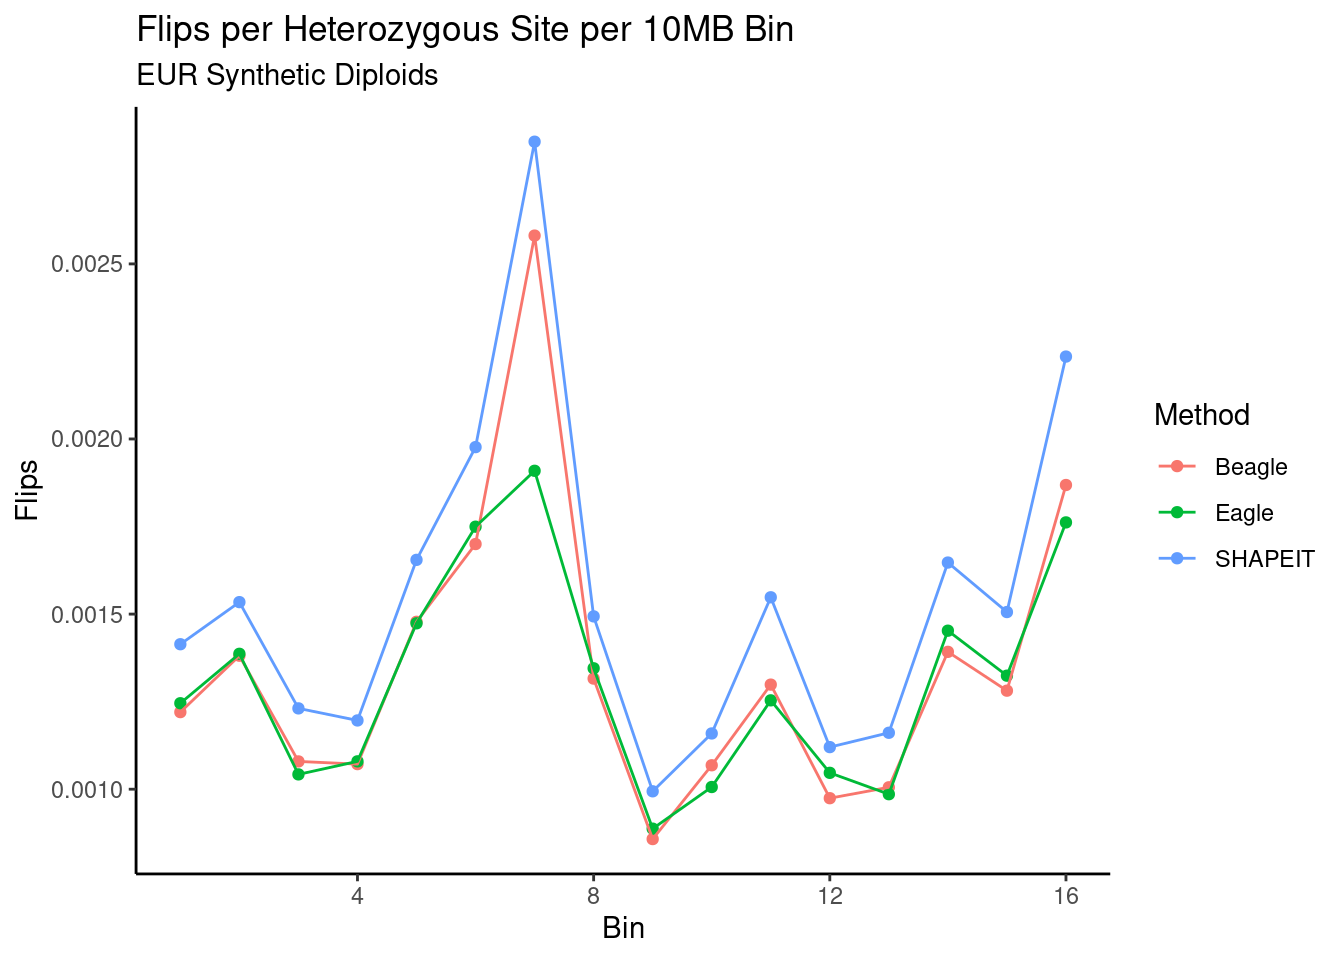 Flips per Heterozygous Site per 10MB Bin
EUR Synthetic Diploids
Flips
0.0025
0.0020
0.0015
0.0010
4 8 12 16
Bin
Method
Beagle
Eagle
SHAPEIT